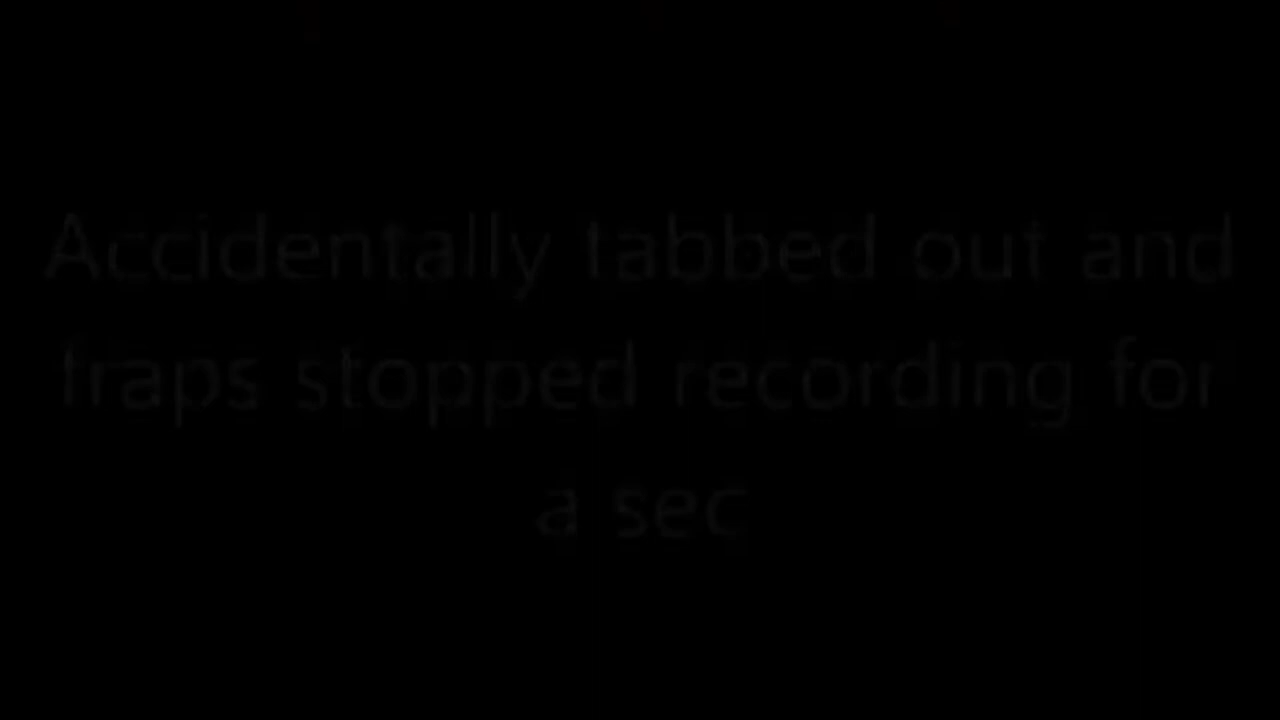 Accidentally tabbed out and
fraps stopped recording for
a sec